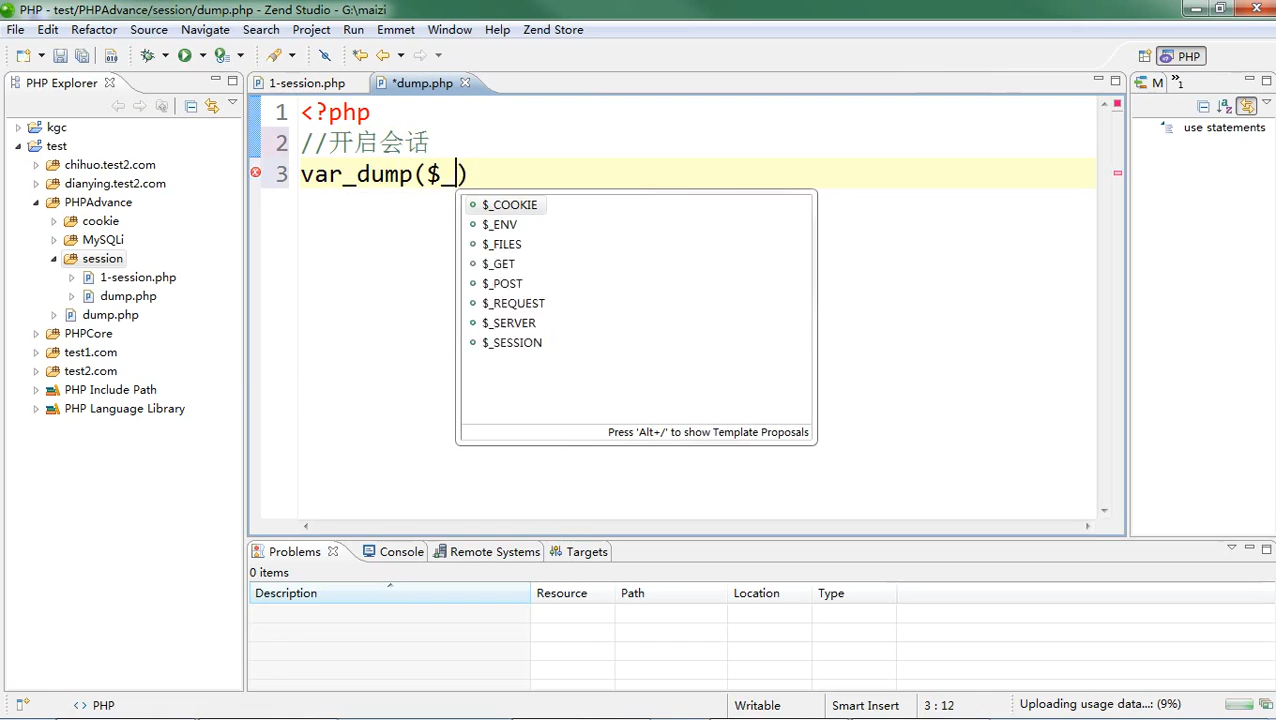 PHP - test/PHPAdvance/session/dump.php - Zend Studio - G:\maizi
File Edit Refactor Source Navigate Search Project Run Emmet Window Help Zend Store
PHP
PHP Explorer
1-session.php
*dump.php
M
»1
kgc
test
chihuo.test2.com
dianying.test2.com
PHPAdvance
cookie
MySQLi
session
1-session.php
dump.php
dump.php
PHPCore
test1.com
test2.com
PHP Include Path
PHP Language Library
1 <?php
2 //开启会话
3 var_dump($_)
$_COOKIE
$_ENV
$_FILES
$_GET
$_POST
$_REQUEST
$_SERVER
$_SESSION
Press 'Alt+/' to show Template Proposals
use statements
Problems Console Remote Systems Targets
0 items
Description Resource Path Location Type
<> PHP Writable Smart Insert 3 : 12 Uploading usage data...: (9%)